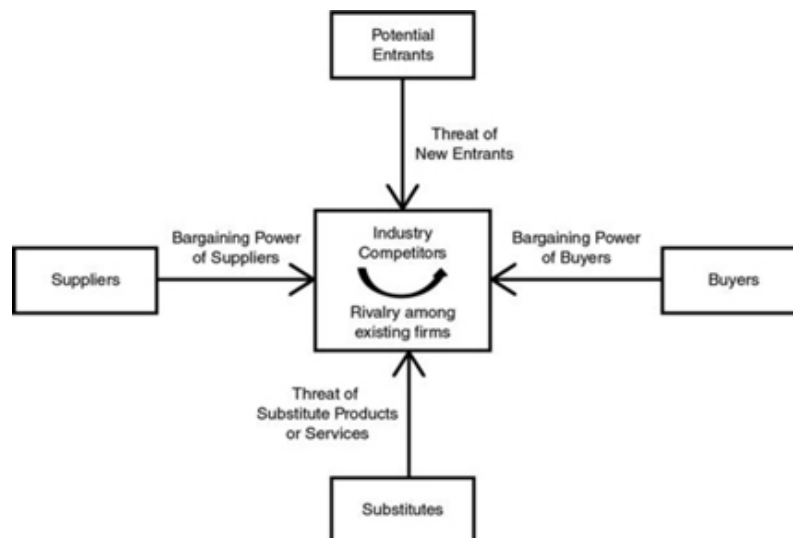 Potential
Entrants
Threat of
New Entrants
Bargaining Power
of Suppliers
Industry
Competitors
Bargaining Power
of Buyers
Suppliers
Buyers
Rivalry among
existing firms
Threat of
Substitute Products
or Services
Substitutes